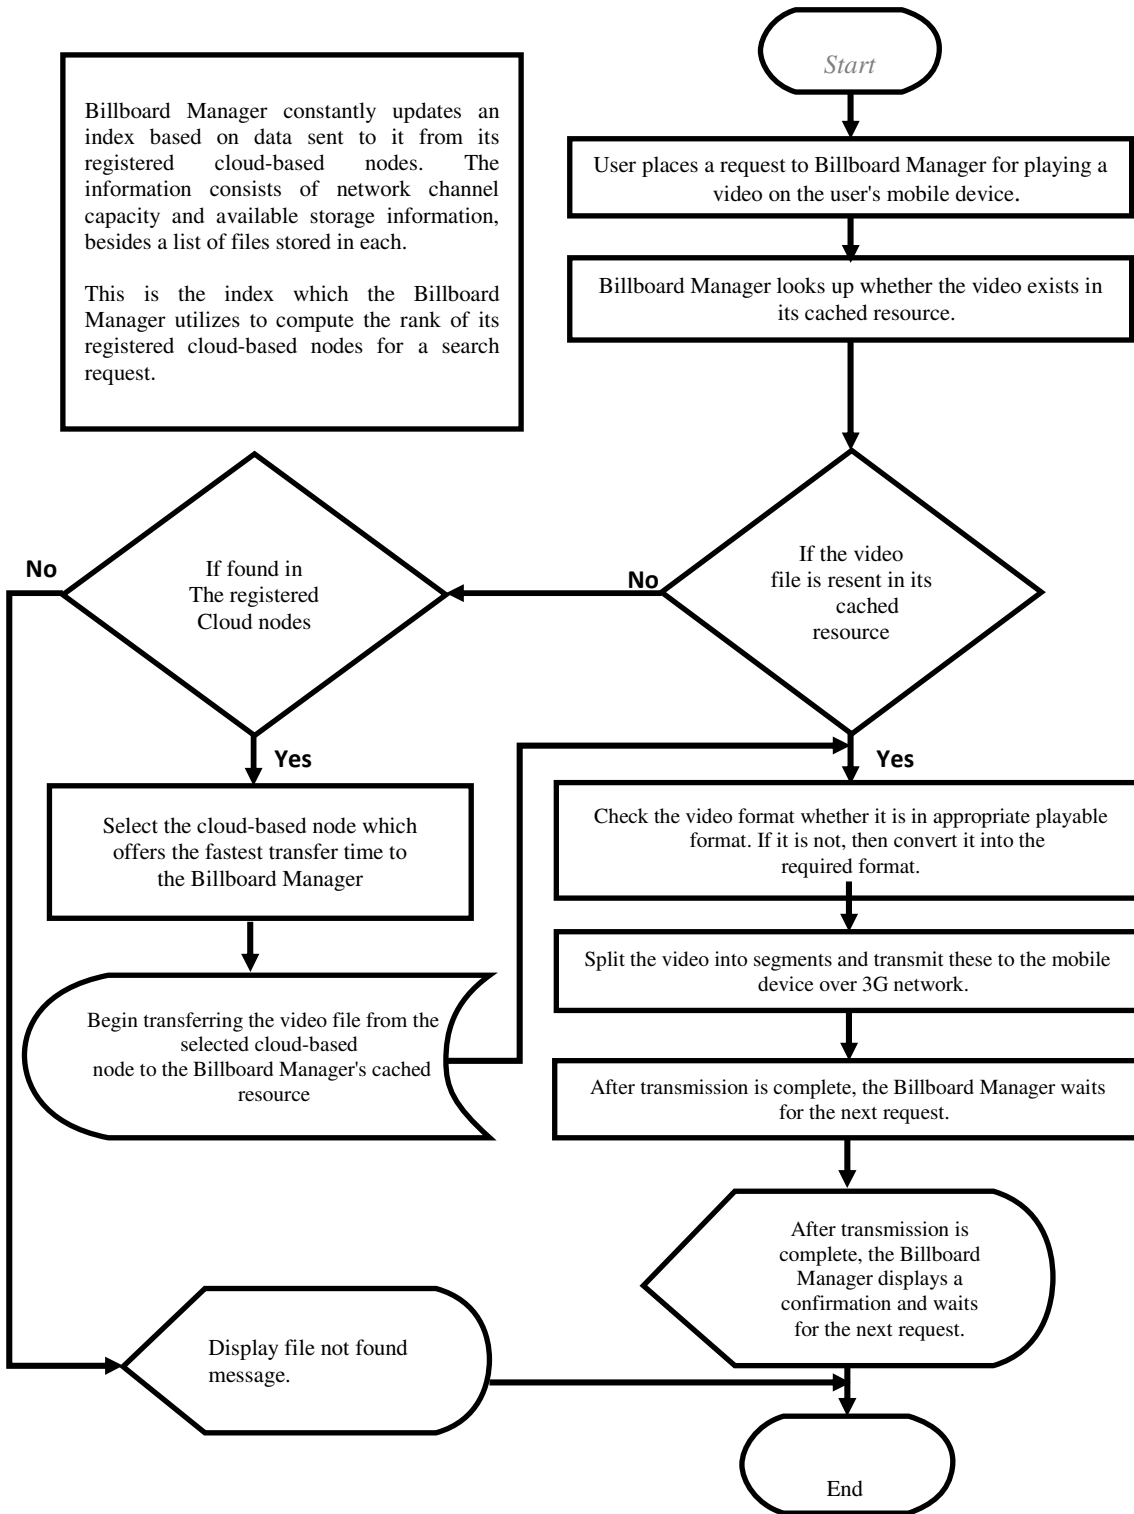 Start
User places a request to Billboard Manager for playing a
video on the user's mobile device.
Billboard Manager constantly updates an
index based on data sent to it from its
registered cloud-based nodes. The
information consists of network channel
capacity and available storage information,
besides a list of files stored in each.
This is the index which the Billboard
Manager utilizes to compute the rank of its
registered cloud-based nodes for a search
request.
Billboard Manager looks up whether the video exists in
its cached resource.
If the video
file is resent in its
cached
resource
No
If found in
The registered
Cloud nodes
No
Yes
Yes
Select the cloud-based node which
offers the fastest transfer time to
the Billboard Manager
Begin transferring the video file from the
selected cloud-based
node to the Billboard Manager's cached
resource
Check the video format whether it is in appropriate playable
format. If it is not, then convert it into the
required format.
Split the video into segments and transmit these to the mobile
device over 3G network.
After transmission is complete, the Billboard Manager waits
for the next request.
After transmission is
complete, the Billboard
Manager displays a
confirmation and waits
for the next request.
Display file not found
message.
End